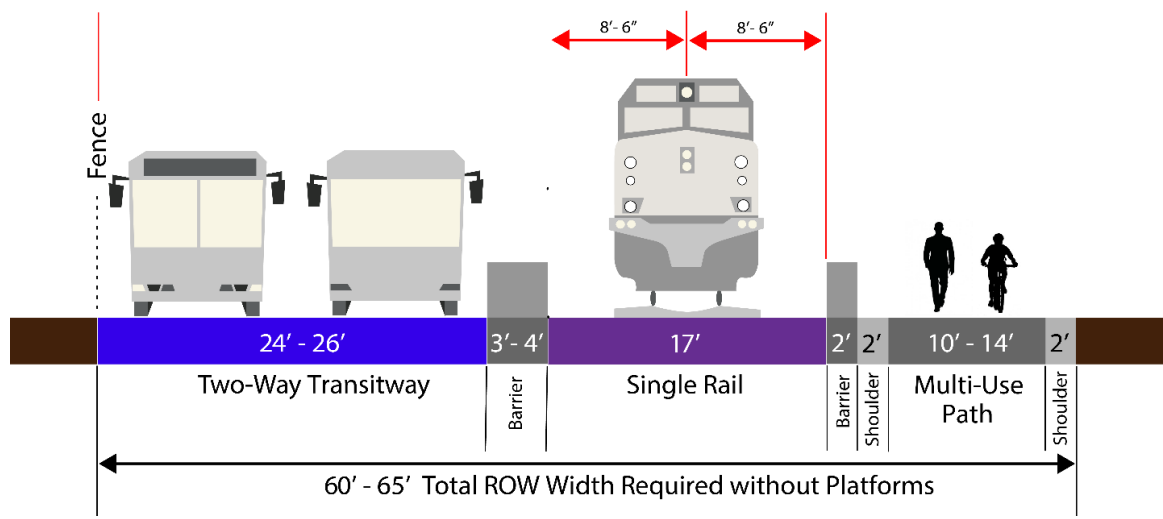 8'- 6"
8'- 6"
Fence
24' - 26'
3'- 4'
17'
2'
2'
10' - 14'
2'
Two-Way Transitway
Barrier
Single Rail
Barrier
Shoulder
Multi-Use
Path
Shoulder
60' - 65' Total ROW Width Required without Platforms